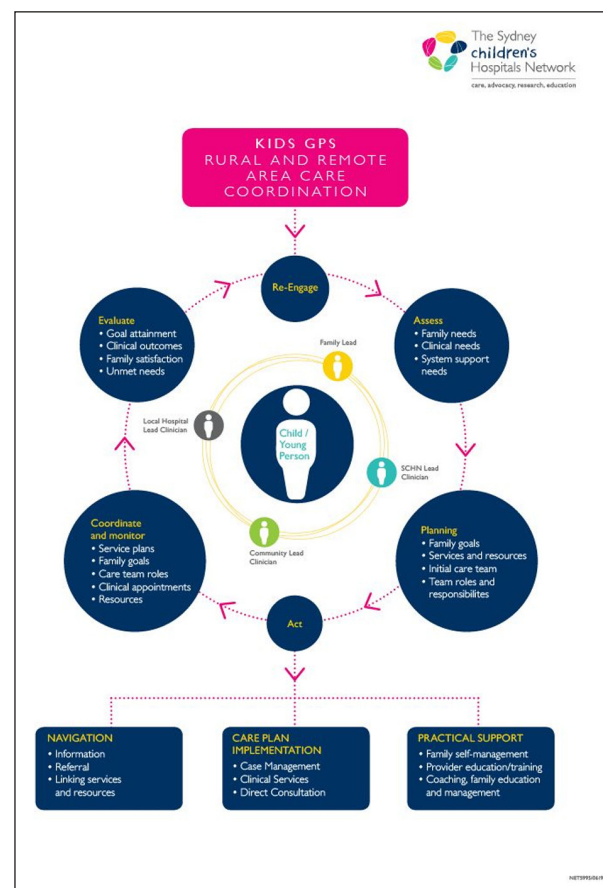 The Sydney
children's
Hospitals Network
care, advocacy, research, education
KIDS GPS
RURAL AND REMOTE
AREA CARE
COORDINATION
Re-Engage
Evaluate
• Goal attainment
• Clinical outcomes
• Family satisfaction
• Unmet needs
Assess
• Family needs
• Clinical needs
• System support
needs
Family Lead
Local Hospital
Lead Clinician
Child /
Young
Person
SCHN Lead
Clinician
Community Lead
Clinician
Coordinate
and monitor
• Service plans
• Family goals
• Care team roles
• Clinical appointments
• Resources
Planning
• Family goals
• Services and resources
• Initial care team
• Team roles and
responsibilites
Act
NAVIGATION
• Information
• Referral
• Linking services
and resources
CARE PLAN
IMPLEMENTATION
• Case Management
• Clinical Services
• Direct Consultation
PRACTICAL SUPPORT
• Family self-management
• Provider education/training
• Coaching, family education
and management